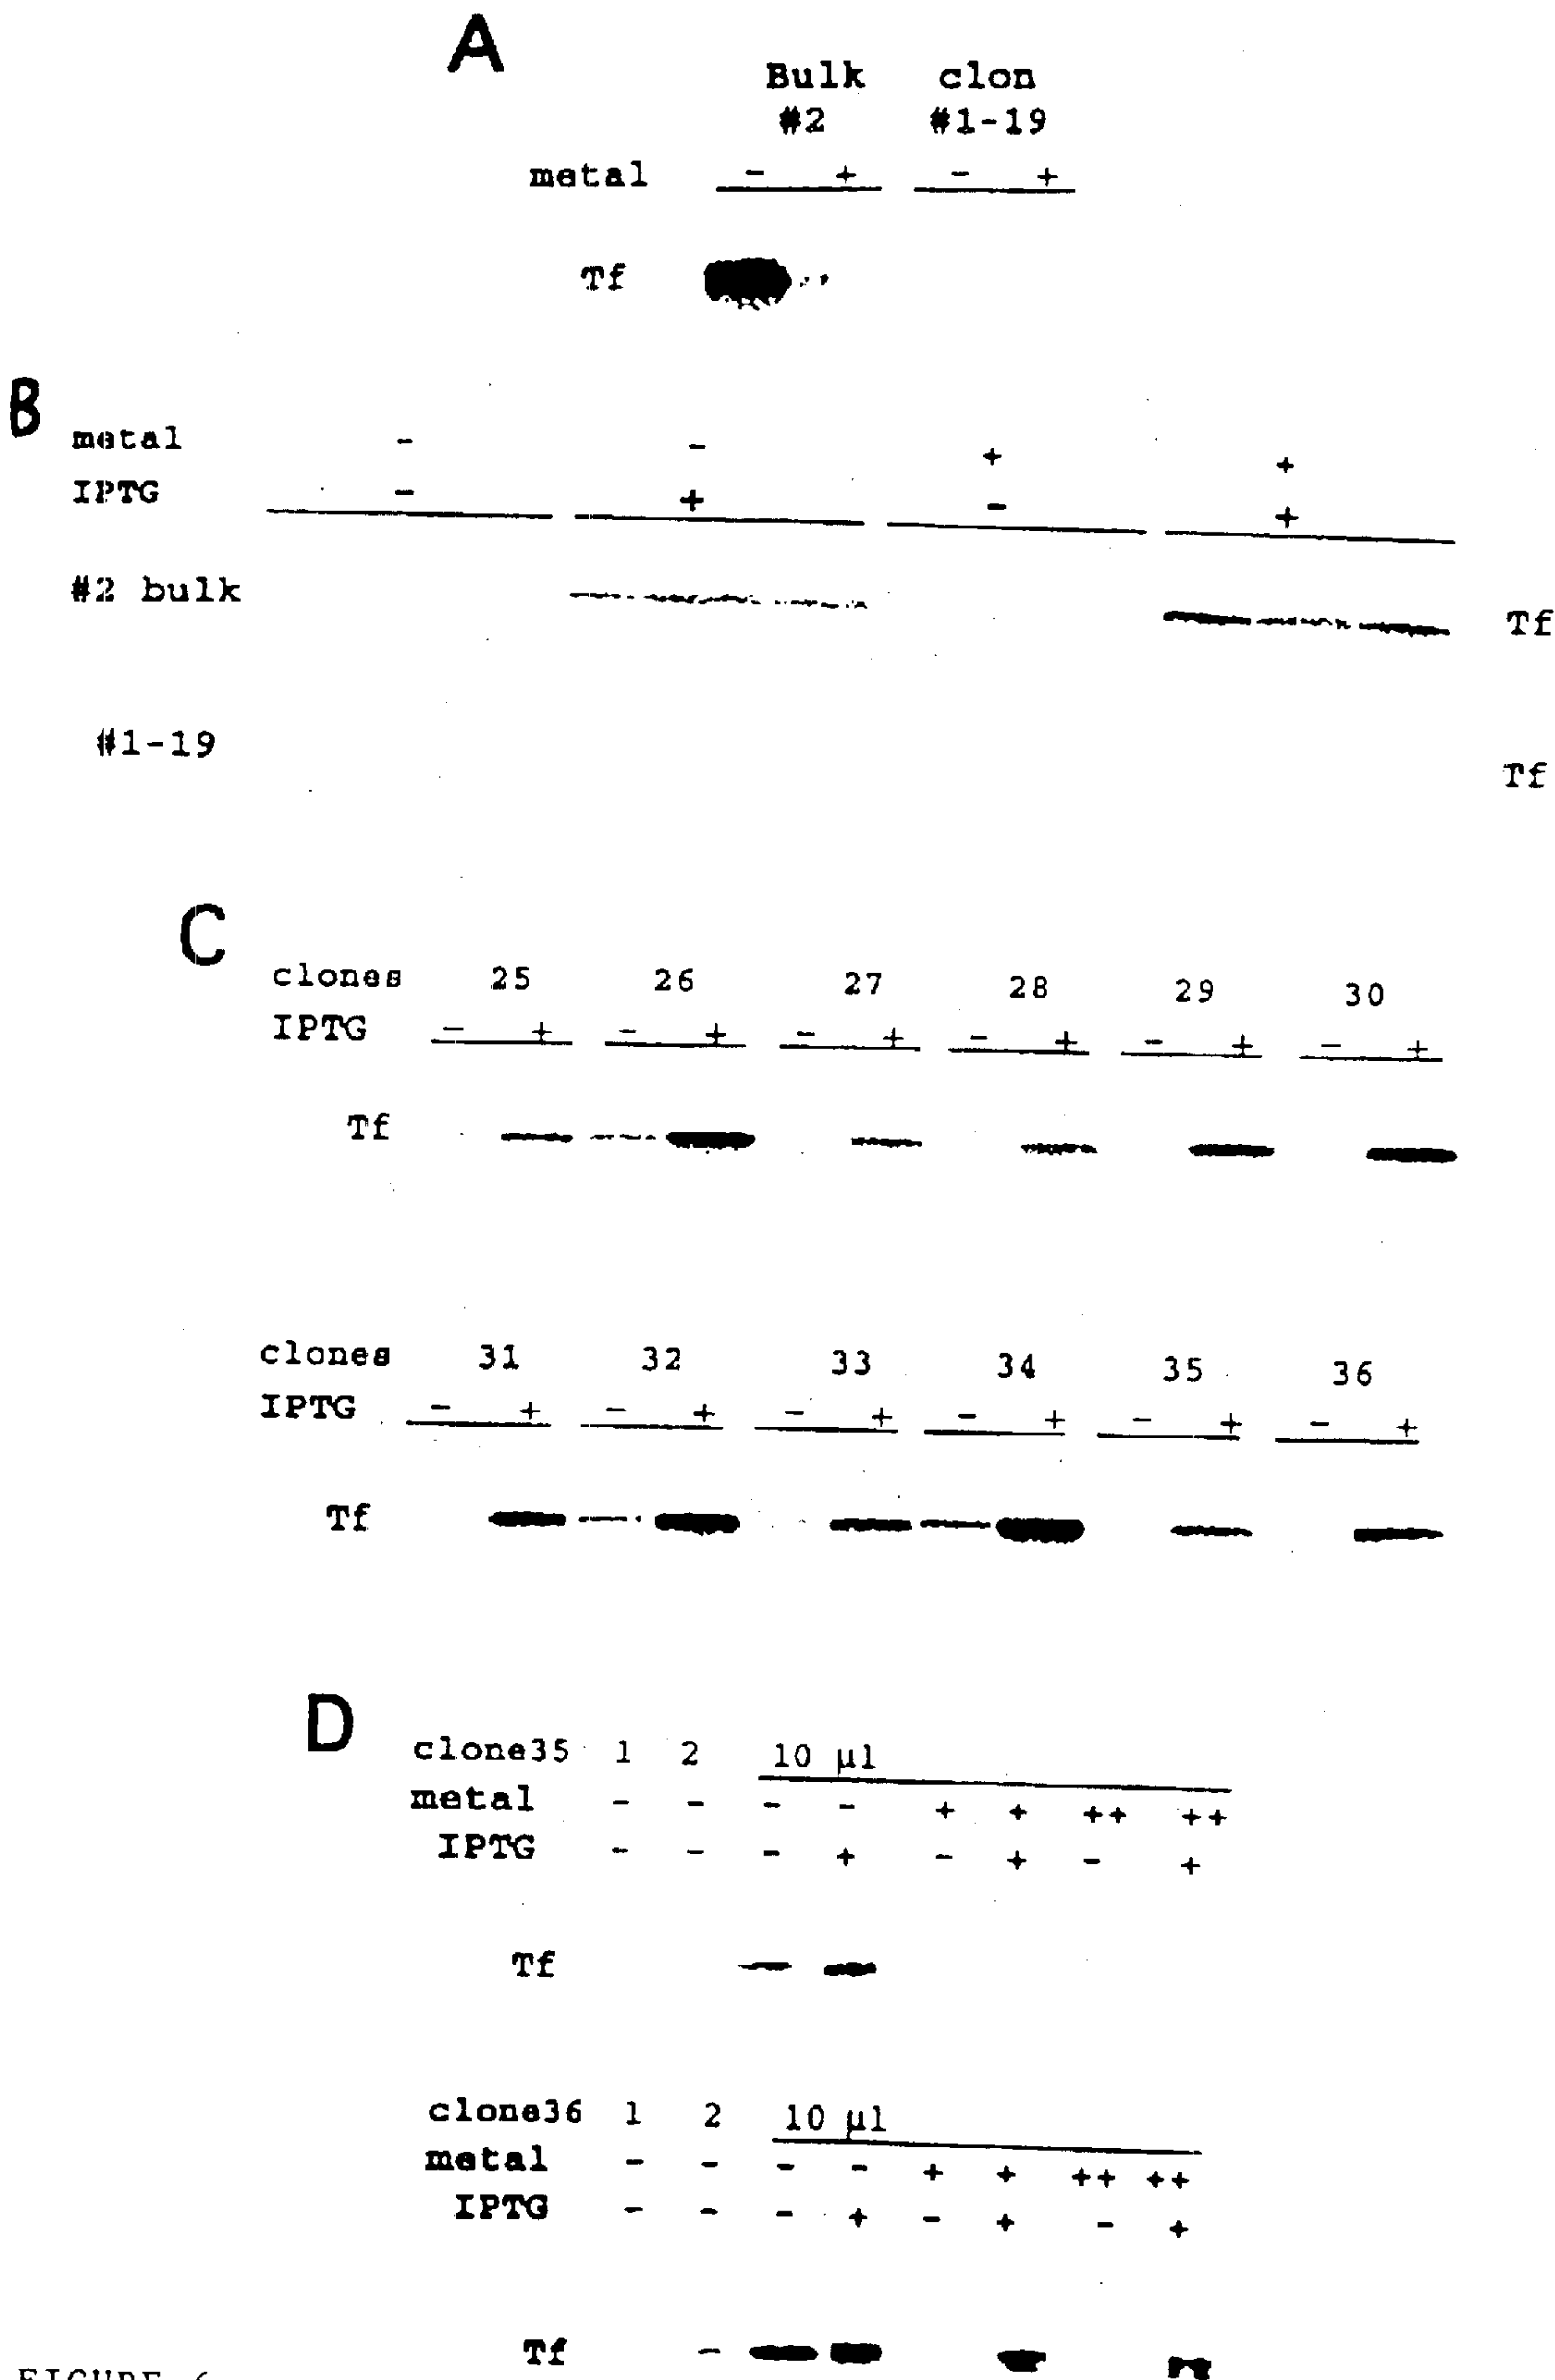 A
Bulk clon
#2 #1-19
metal - + - +
Tf
B
metal - - + +
IPTG - + - +
#2 bulk Tf
#1-19 Tf
C
clones 25 26 27 28 29 30
IPTG - + - + - + - + - + - +
Tf
clones 31 32 33 34 35 36
IPTG - + - + - + - + - + - +
Tf
D
clone35 1 2 10 µl
metal - - - - + + ++ ++
IPTG - - - + - + - +
Tf
clone36 1 2 10 µl
metal - - - - + + ++ ++
IPTG - - - + - + - +
Tf
FIGURE 6